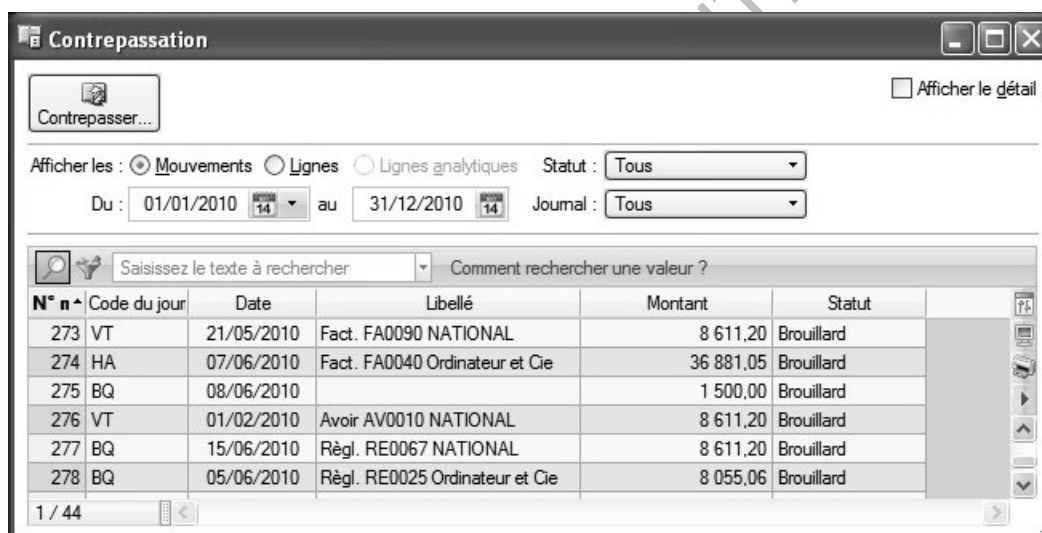 Contrepassation
Contrepasser...
Afficher le détail
Afficher les : Mouvements Lignes Lignes analytiques Statut : Tous
Du : 01/01/2010 14 au 31/12/2010 14 Journal : Tous
Saisissez le texte à rechercher Comment rechercher une valeur ?
N° n Code du jour Date Libellé Montant Statut
273 VT 21/05/2010 Fact. FA0090 NATIONAL 8 611,20 Brouillard
274 HA 07/06/2010 Fact. FA0040 Ordinateur et Cie 36 881,05 Brouillard
275 BQ 08/06/2010 1 500,00 Brouillard
276 VT 01/02/2010 Avoir AV0010 NATIONAL 8 611,20 Brouillard
277 BQ 15/06/2010 Règl. RE0067 NATIONAL 8 611,20 Brouillard
278 BQ 05/06/2010 Règl. RE0025 Ordinateur et Cie 8 055,06 Brouillard
1 / 44